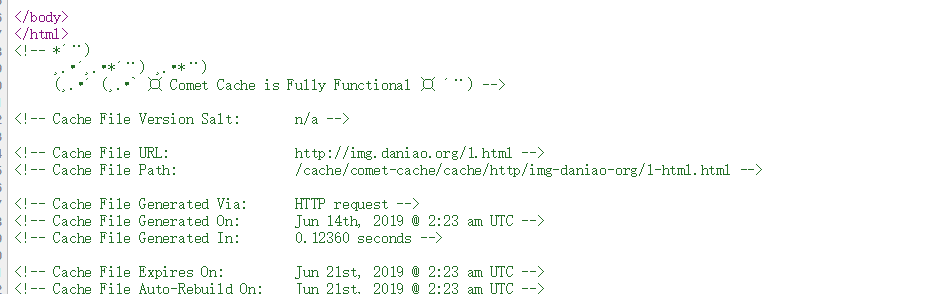 </body>
</html>
<!-- *´¨)
¸.•´¸.•*´¨) ¸.•*¨)
(¸.•´ (¸.•` ¤ Comet Cache is Fully Functional ¤ ´¨) -->
<!-- Cache File Version Salt: n/a -->
<!-- Cache File URL: http://img.daniao.org/1.html -->
<!-- Cache File Path: /cache/comet-cache/cache/http/img-daniao-org/1-html.html -->
<!-- Cache File Generated Via: HTTP request -->
<!-- Cache File Generated On: Jun 14th, 2019 @ 2:23 am UTC -->
<!-- Cache File Generated In: 0.12360 seconds -->
<!-- Cache File Expires On: Jun 21st, 2019 @ 2:23 am UTC -->
<!-- Cache File Auto-Rebuild On: Jun 21st, 2019 @ 2:23 am UTC -->